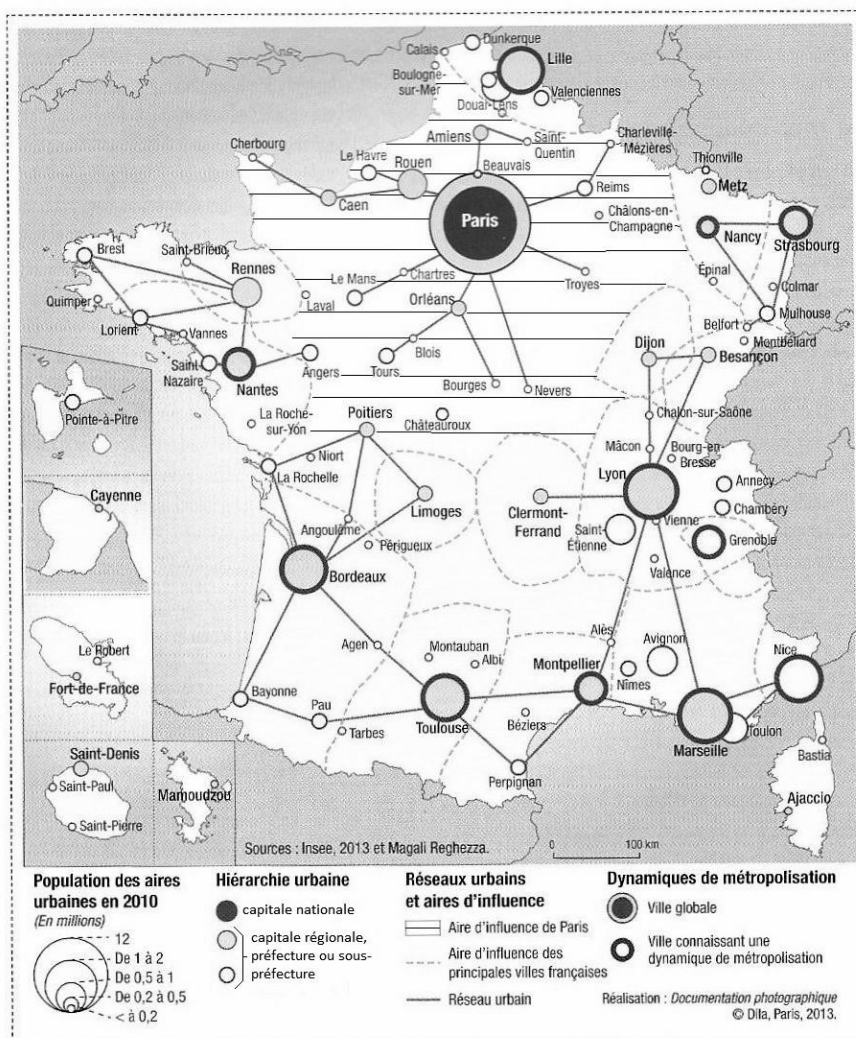 Dunkerque
Calais
Lille
Boulogne-
sur-Mer
Valenciennes
Douai-Lens
Amiens
Saint-
Quentin
Charleville-
Mézières
Cherbourg
Le Havre
Rouen
Beauvais
Thionville
Reims
Metz
Caen
Paris
Châlons-en-
Champagne
Nancy
Strasbourg
Brest
Saint-Brieuc
Rennes
Chartres
Le Mans
Troyes
Épinal
Quimper
Laval
Orléans
Colmar
Lorient
Vannes
Mulhouse
Belfort
Montbéliard
Blois
Dijon
Besançon
Saint-
Nazaire
Nantes
Angers
Tours
Bourges
Nevers
Pointe-à-Pitre
La Roche-
sur-Yon
Poitiers
Châteauroux
Chalon-sur-Saône
Mâcon
Bourg-en-
Bresse
Niort
La Rochelle
Lyon
Annecy
Cayenne
Limoges
Clermont-
Ferrand
Vienne
Chambéry
Angoulême
Saint-
Étienne
Grenoble
Périgueux
Valence
Bordeaux
Le Robert
Fort-de-France
Agen
Montauban
Albi
Alès
Avignon
Nice
Montpellier
Nîmes
Bayonne
Pau
Toulouse
Béziers
Tarbes
Marseille
Toulon
Saint-Denis
Saint-Paul
Saint-Pierre
Mamoudzou
Perpignan
Bastia
Ajaccio
Sources : Insee, 2013 et Magali Reghezza.
0 100 km
Population des aires
urbaines en 2010
(En millions)
12
De 1 à 2
De 0,5 à 1
De 0,2 à 0,5
< à 0,2
Hiérarchie urbaine
capitale nationale
capitale régionale,
préfecture ou sous-
préfecture
Réseaux urbains
et aires d'influence
Aire d'influence de Paris
Aire d'influence des
principales villes françaises
Réseau urbain
Dynamiques de métropolisation
Ville globale
Ville connaissant une
dynamique de métropolisation
Réalisation : Documentation photographique
© Dila, Paris, 2013.